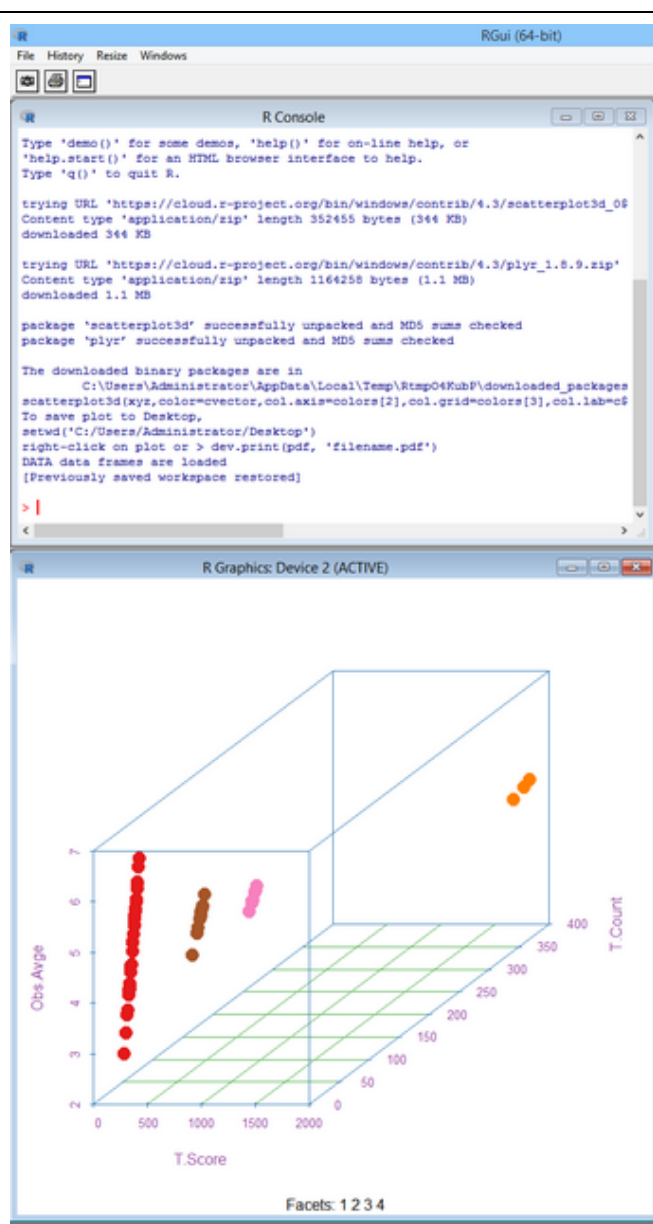 RGui (64-bit)
File History Resize Windows
R Console
Type 'demo()' for some demos, 'help()' for on-line help, or
'help.start()' for an HTML browser interface to help.
Type 'q()' to quit R.
trying URL 'https://cloud.r-project.org/bin/windows/contrib/4.3/scatterplot3d_0$
Content type 'application/zip' length 352455 bytes (344 KB)
downloaded 344 KB
trying URL 'https://cloud.r-project.org/bin/windows/contrib/4.3/plyr_1.8.9.zip'
Content type 'application/zip' length 1164258 bytes (1.1 MB)
downloaded 1.1 MB
package 'scatterplot3d' successfully unpacked and MD5 sums checked
package 'plyr' successfully unpacked and MD5 sums checked
The downloaded binary packages are in
C:\Users\Administrator\AppData\Local\Temp\RtmpO4KubP\downloaded_packages
scatterplot3d(xyz,color=cvector,col.axis=colors[2],col.grid=colors[3],col.lab=c$
To save plot to Desktop,
setwd('C:/Users/Administrator/Desktop')
right-click on plot or > dev.print(pdf, 'filename.pdf')
DATA data frames are loaded
[Previously saved workspace restored]
>
R Graphics: Device 2 (ACTIVE)
7
6
5
4
3
2
Obs Avge
0 500 1000 1500 2000
T.Score
0
50
100
150
200
250
300
350
400
T.Count
Facets: 1 2 3 4